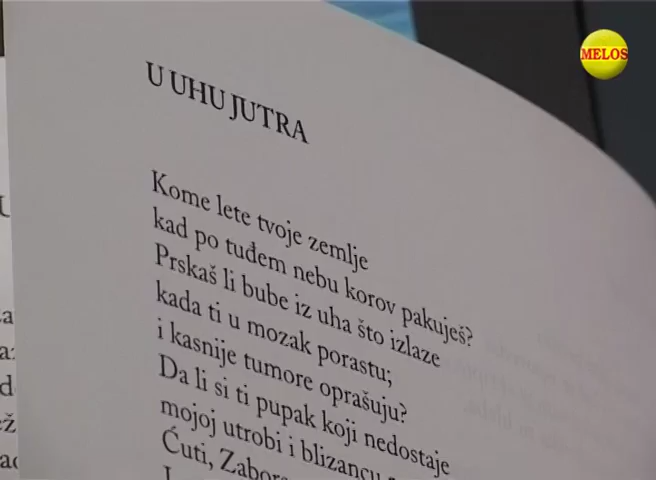 MELOS
U UHU JUTRA
Kome lete tvoje zemlje
kad po tuđem nebu korov pakuješ?
Prskaš li bube iz uha što izlaze
kada ti u mozak porastu;
i kasnije tumore oprašuju?
Da li si ti pupak koji nedostaje
mojoj utrobi i blizancu
Ćuti,